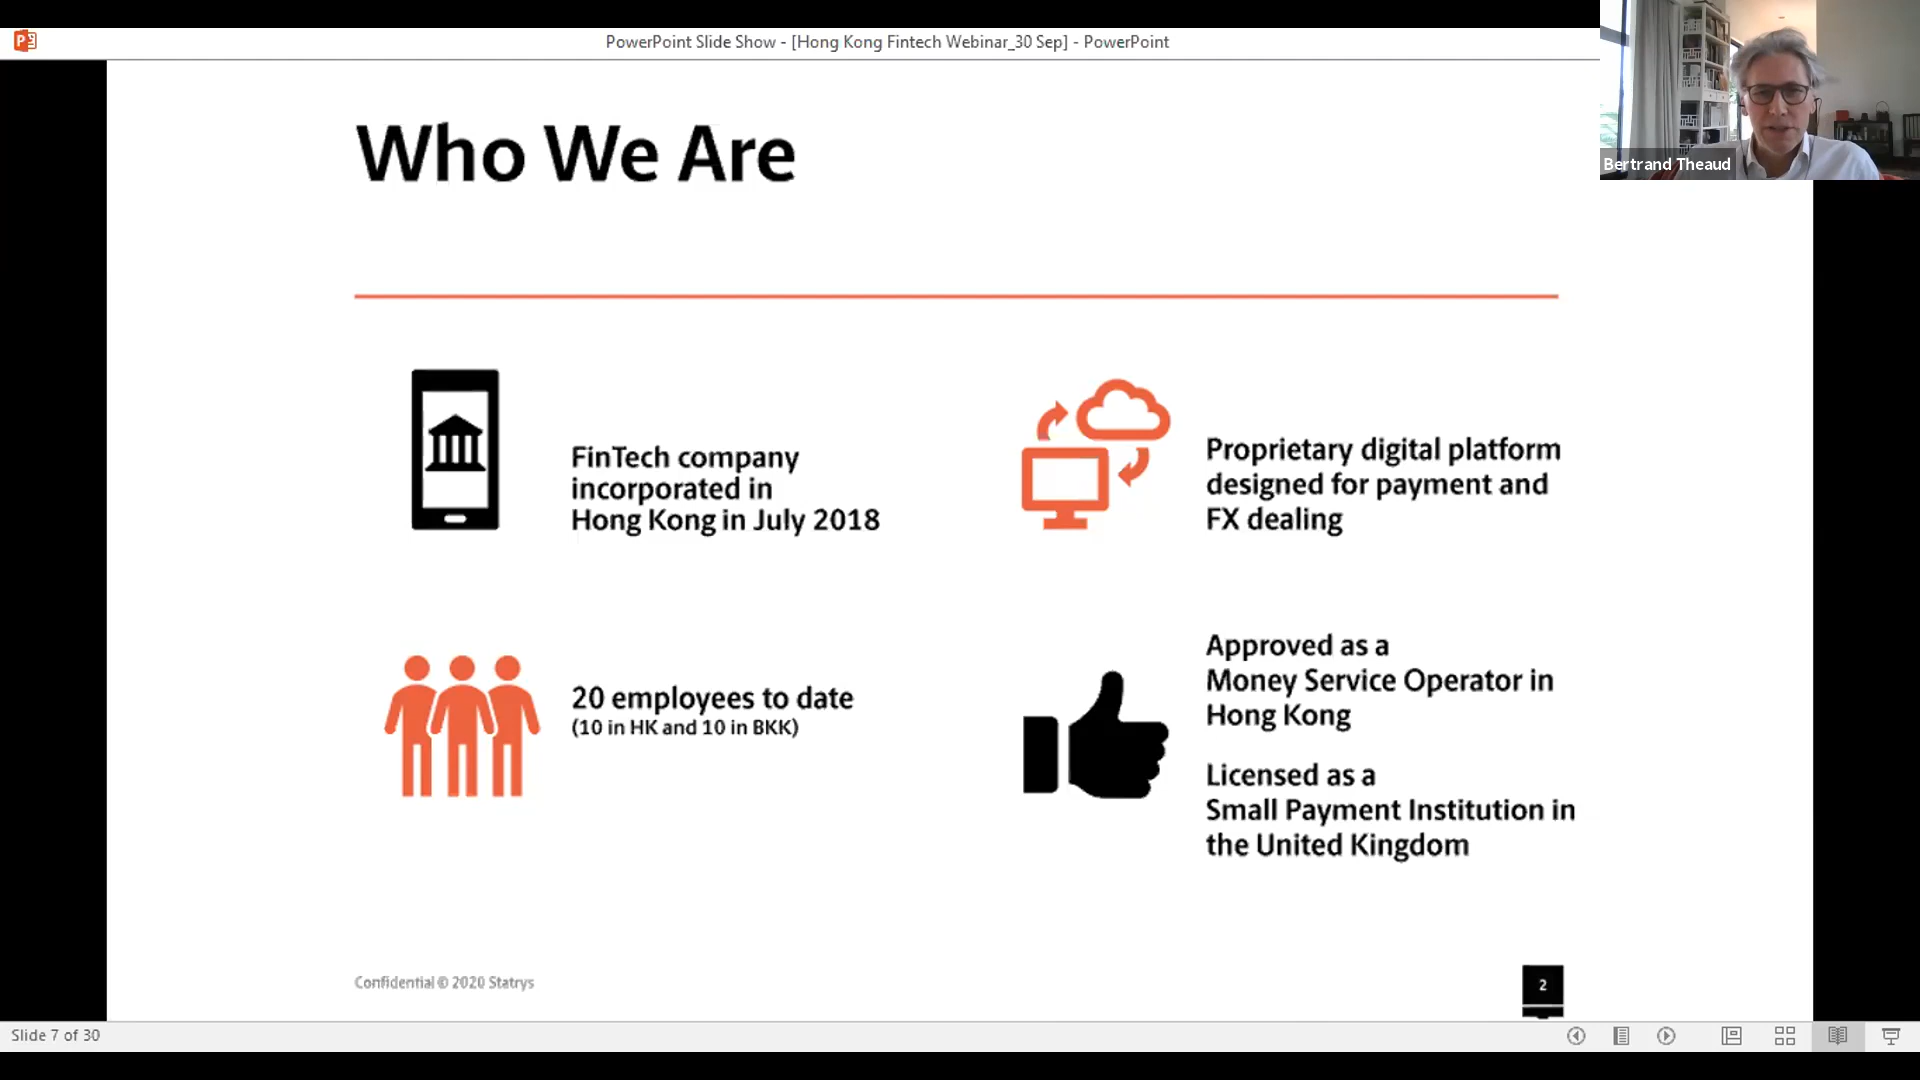 PowerPoint Slide Show - [Hong Kong Fintech Webinar_30 Sep] - PowerPoint
Bertrand Theaud
Who We Are
FinTech company
incorporated in
Hong Kong in July 2018
Proprietary digital platform
designed for payment and
FX dealing
20 employees to date
(10 in HK and 10 in BKK)
Approved as a
Money Service Operator in
Hong Kong
Licensed as a
Small Payment Institution in
the United Kingdom
Confidential © 2020 Statrys
2
Slide 7 of 30